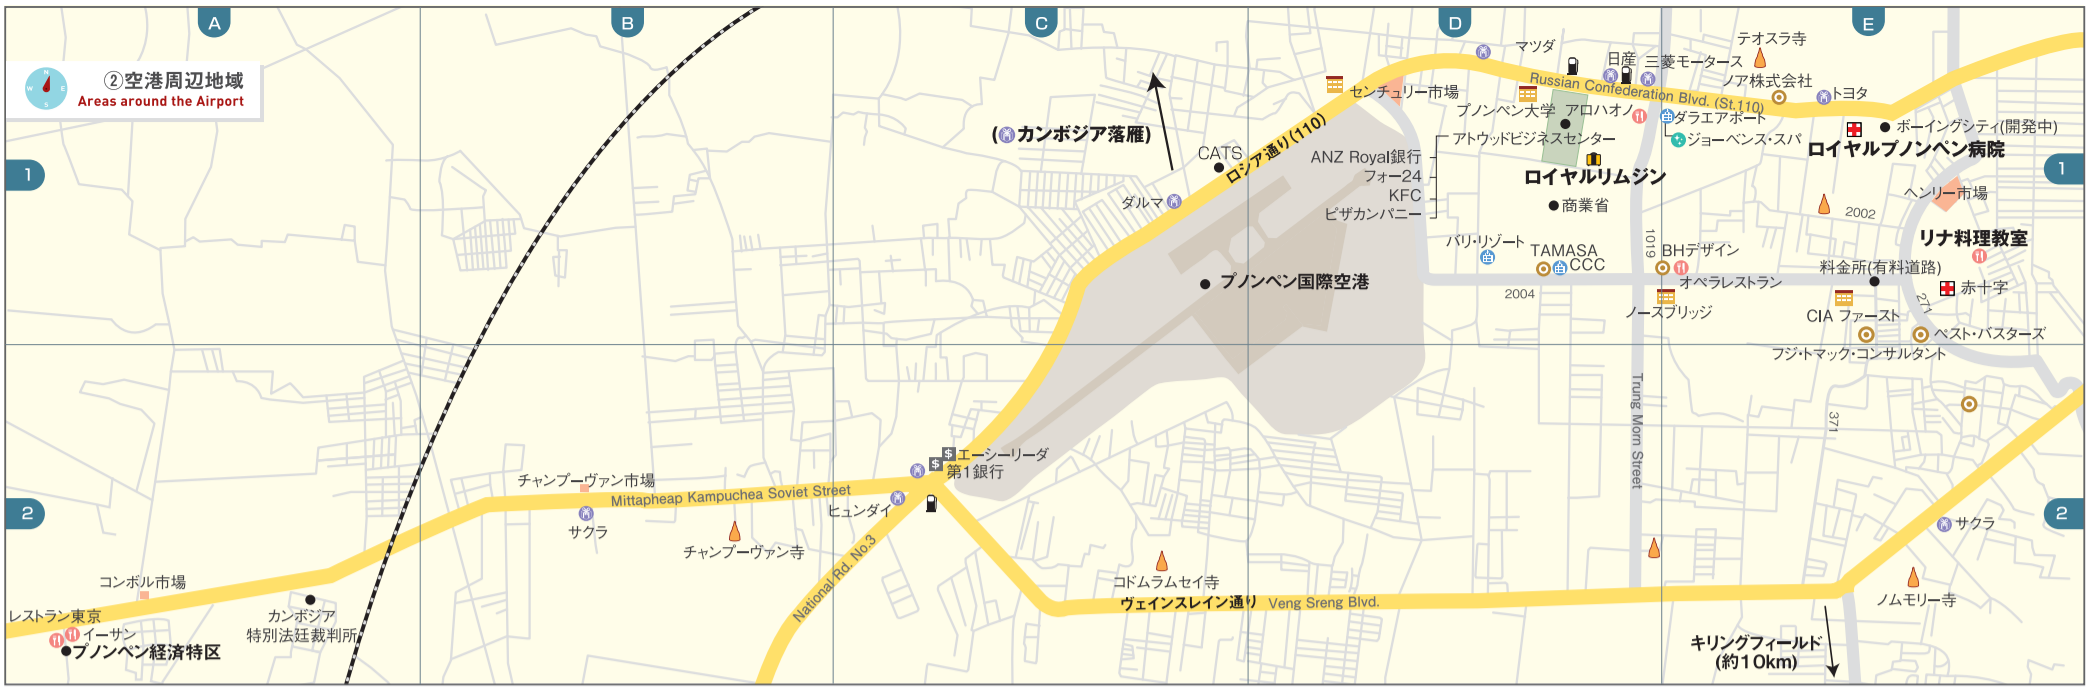 A
B
C
D
E
②空港周辺地域
Areas around the Airport
N
W
E
S
1
1
2
2
(カンボジア落雁)
CATS
ロシア通り(110)
ダルマ
プノンペン国際空港
センチュリー市場
マツダ
日産
三菱モータース
テオスラ寺
ノア株式会社
トヨタ
Russian Confederation Blvd. (St.110)
プノンペン大学
アロハオノ
ダラエアポート
アトウッドビジネスセンター
ジョーベンス・スパ
ボーイングシティ(開発中)
ロイヤルプノンペン病院
ANZ Royal銀行
フォー24
KFC
ピザカンパニー
ロイヤルリムジン
商業省
ヘンリー市場
2002
リナ料理教室
バリ・リゾート
TAMASA
CCC
1019
BHデザイン
オペラレストラン
料金所(有料道路)
赤十字
2004
ノースブリッジ
CIA ファースト
271
ペスト・バスターズ
フジ・トマック・コンサルタント
Trung Morn Street
371
エーシーリーダ
第1銀行
チャンプーヴァン市場
Mittapheap Kampuchea Soviet Street
ヒュンダイ
サクラ
チャンプーヴァン寺
National Rd. No.3
サクラ
コンポル市場
コドムラムセイ寺
ヴェインスレイン通り
Veng Sreng Blvd.
ノムモリー寺
レストラン東京
イーサン
プノンペン経済特区
カンボジア
特別法廷裁判所
キリングフィールド
(約10km)